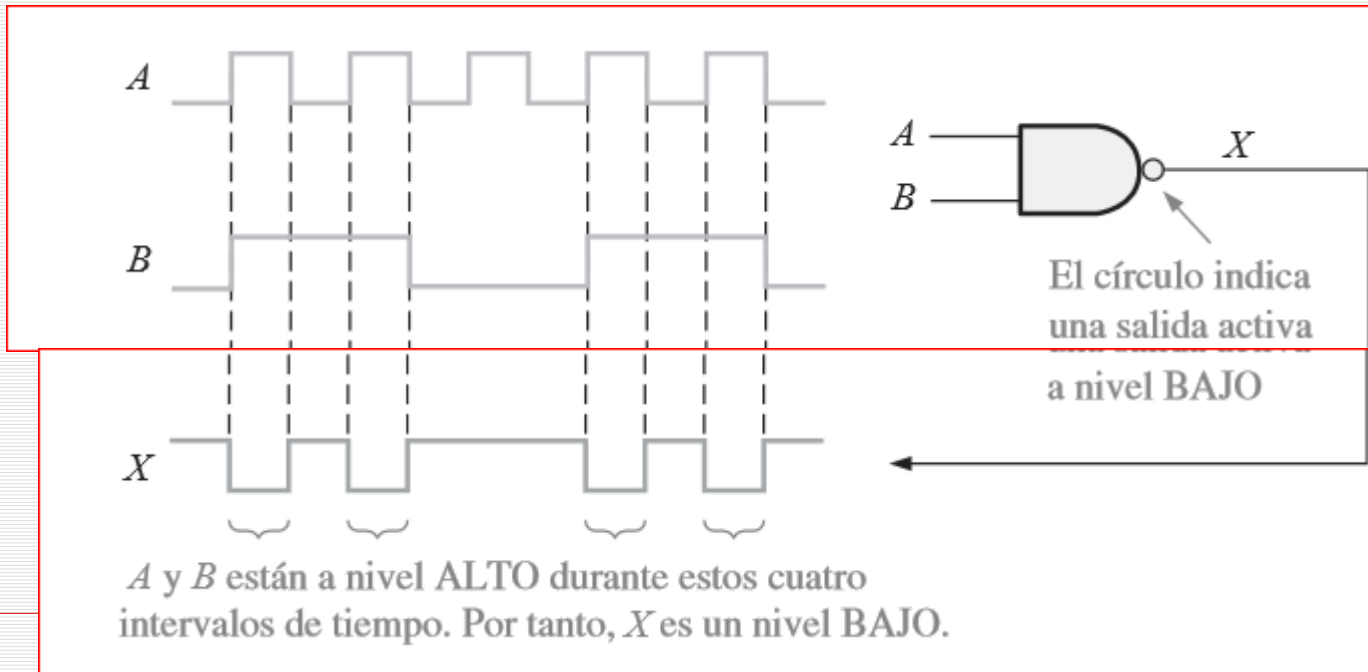 A
B
X
A
B
X
El círculo indica
una salida activa
a nivel BAJO
A y B están a nivel ALTO durante estos cuatro
intervalos de tiempo. Por tanto, X es un nivel BAJO.